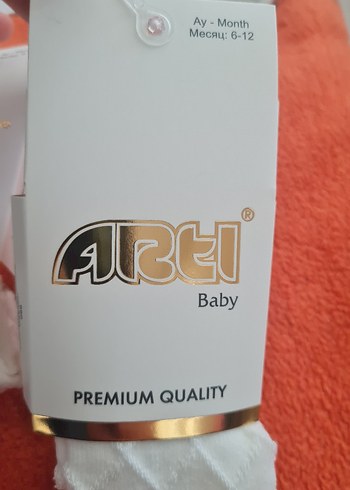 Ay - Month
Месяц: 6-12
ARTI®
Baby
PREMIUM QUALITY